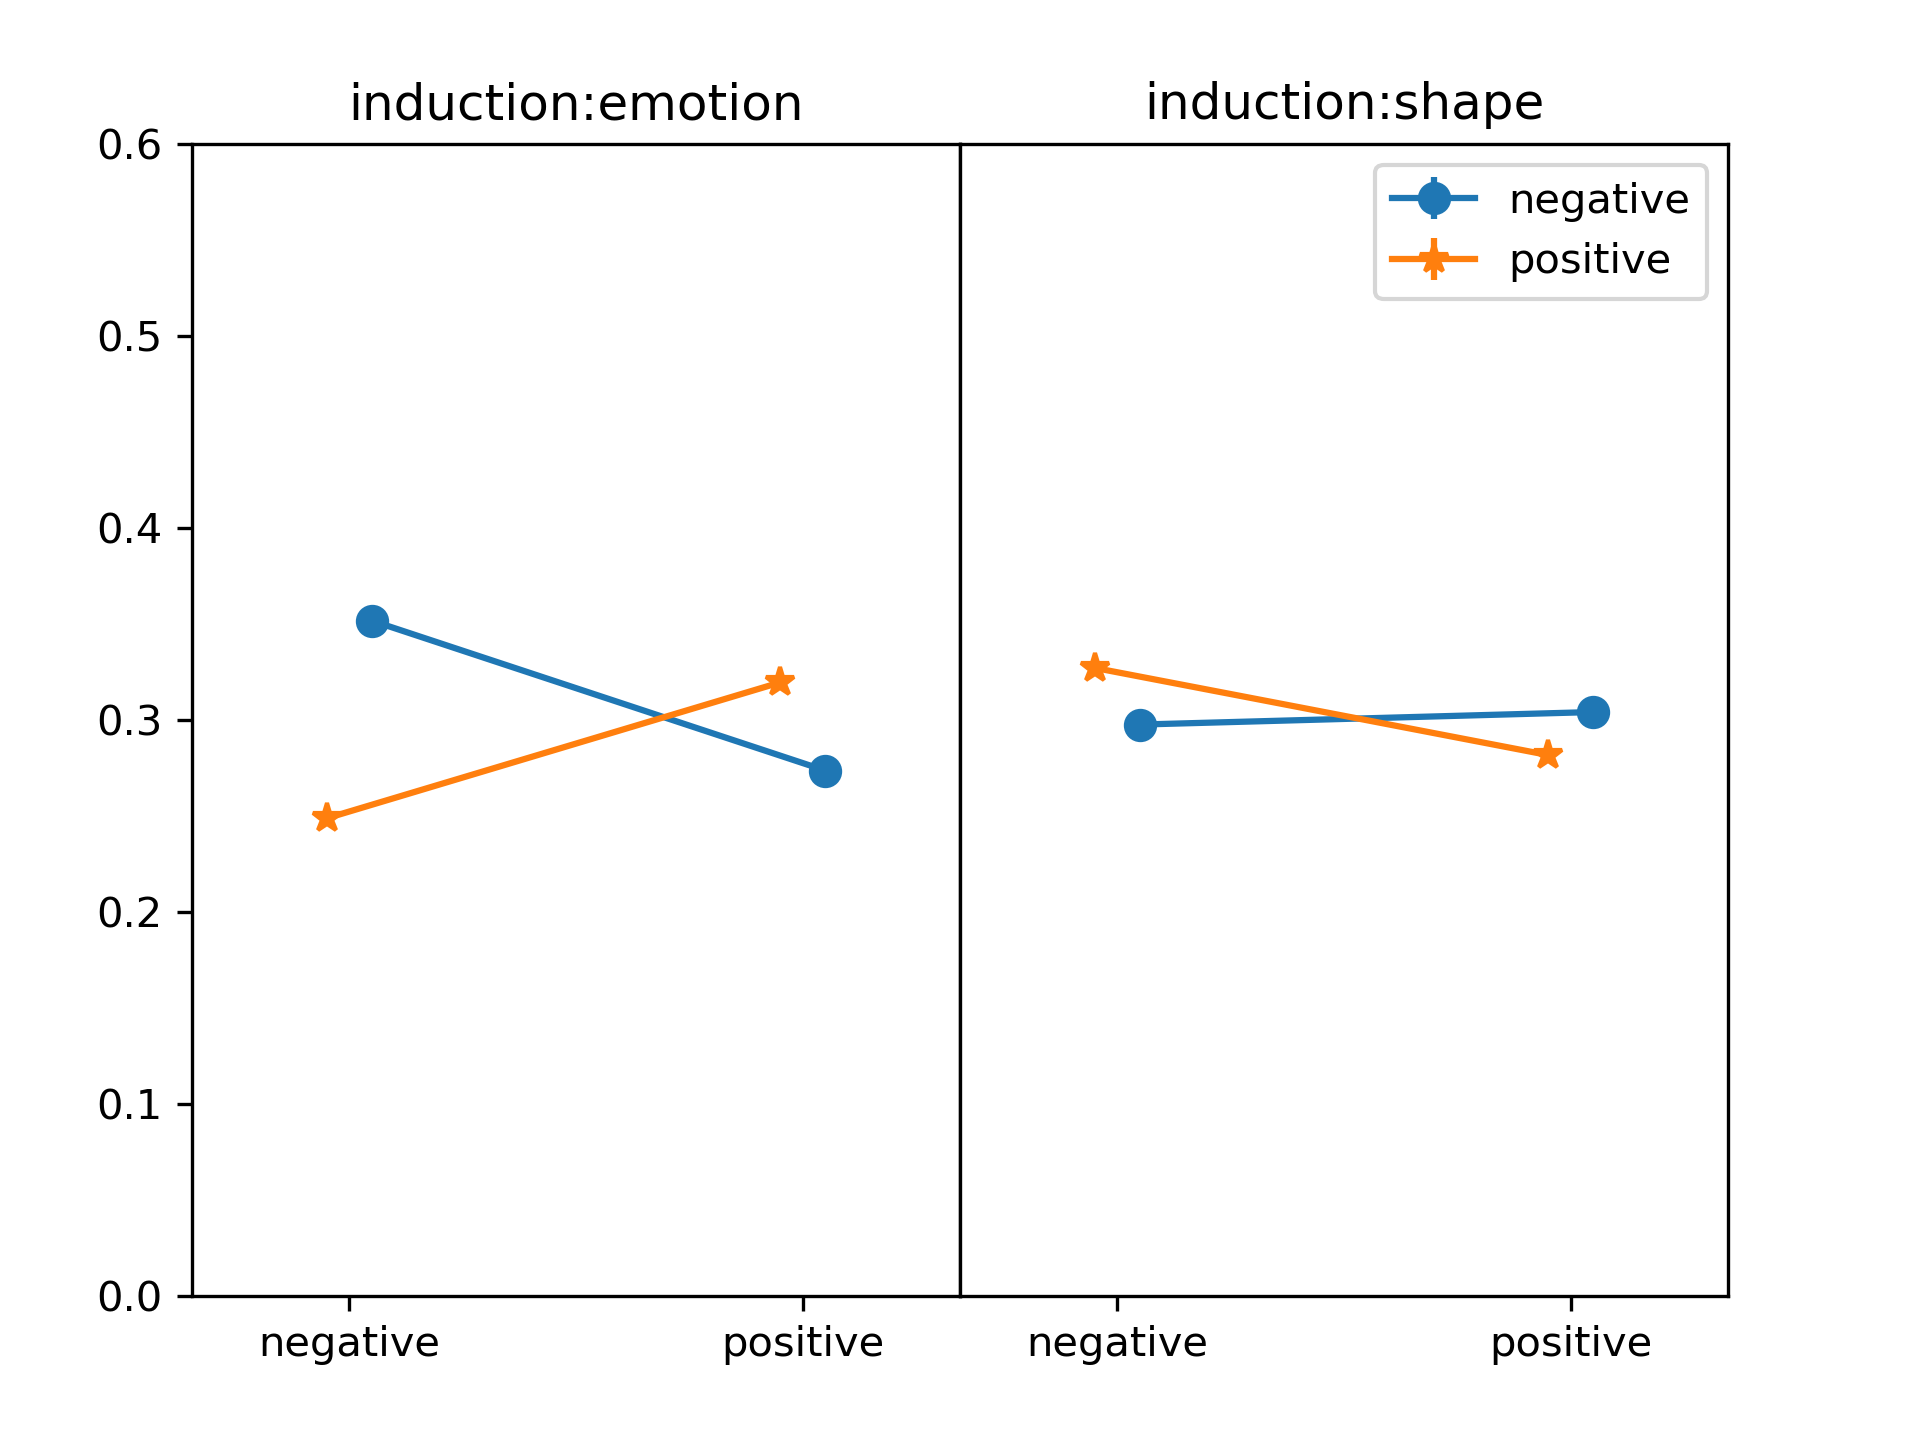 induction:emotion
induction:shape
0.6
0.5
0.4
0.3
0.2
0.1
0.0
negative
positive
negative
positive
negative
positive